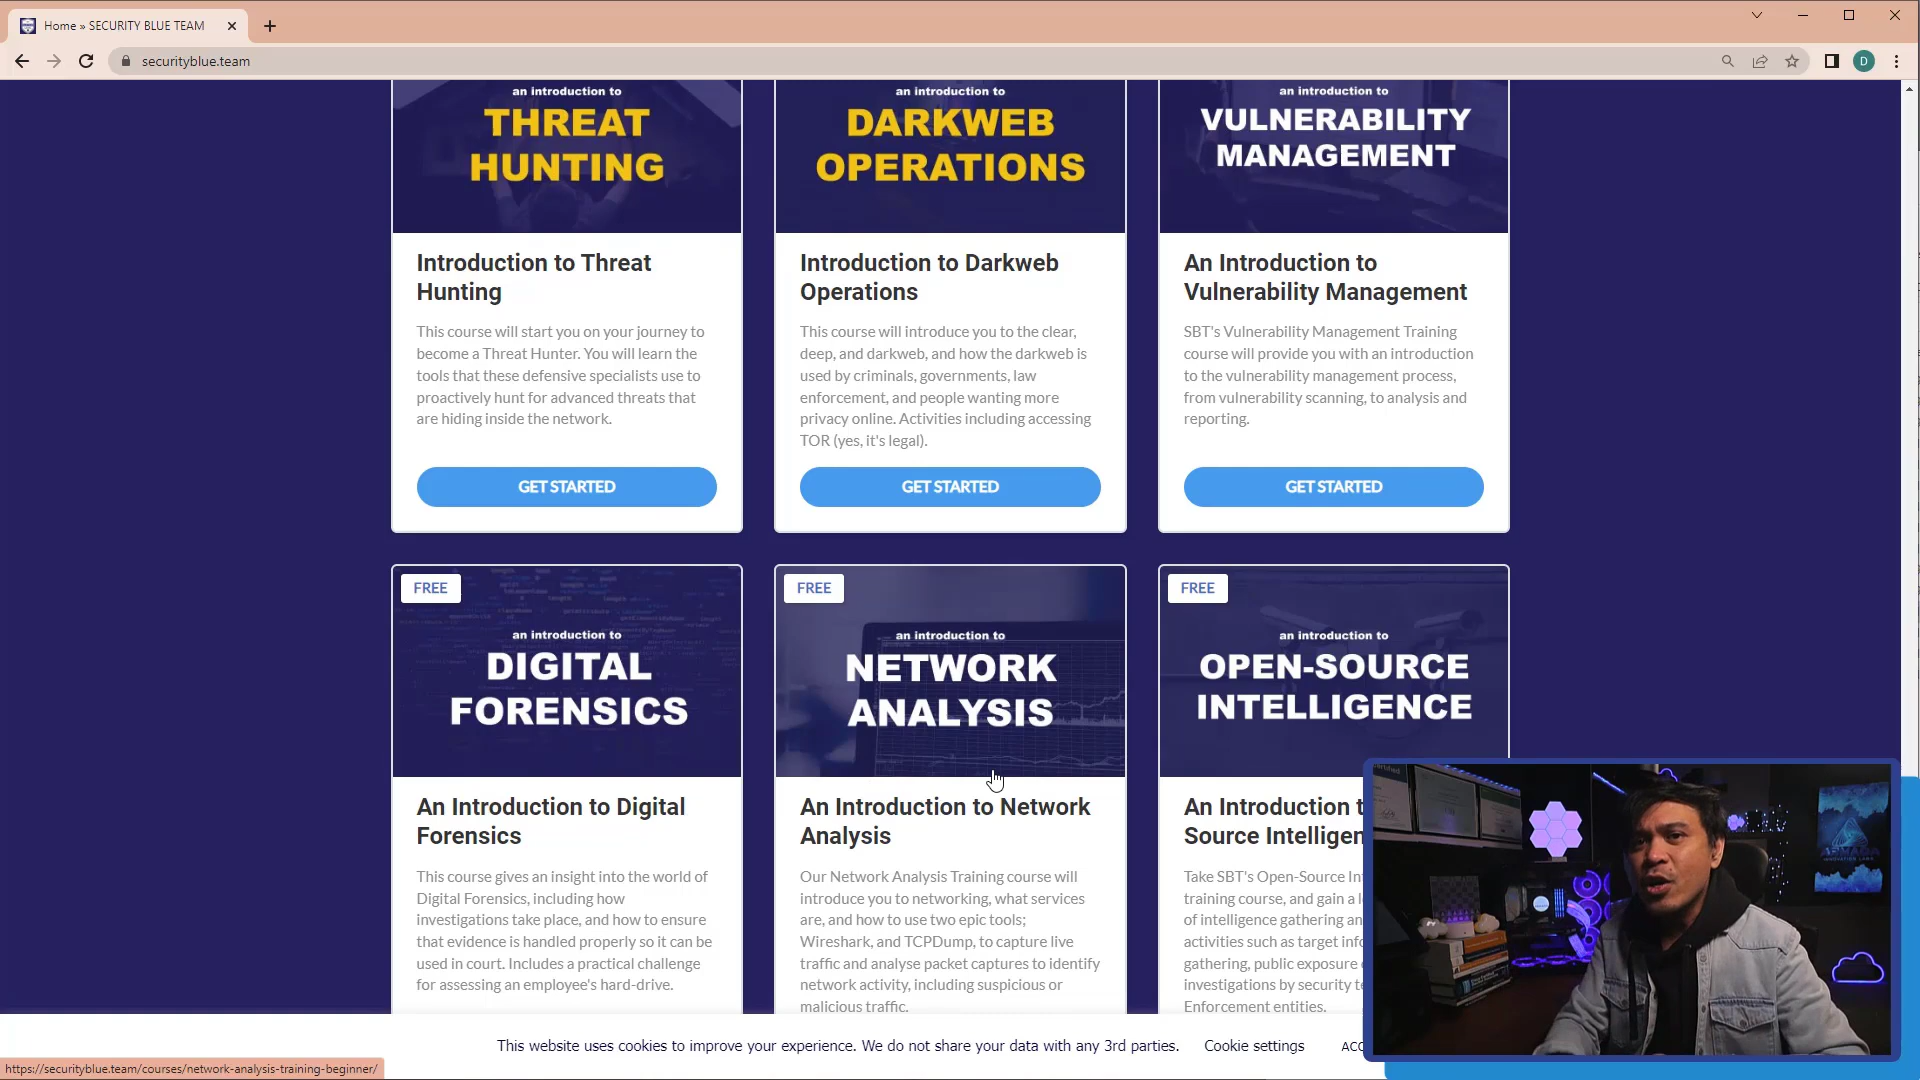 Home » SECURITY BLUE TEAM
securityblue.team
D
an introduction to
THREAT
HUNTING
Introduction to Threat
Hunting
This course will start you on your journey to
become a Threat Hunter. You will learn the
tools that these defensive specialists use to
proactively hunt for advanced threats that
are hiding inside the network.
GET STARTED
an introduction to
DARKWEB
OPERATIONS
Introduction to Darkweb
Operations
This course will introduce you to the clear,
deep, and darkweb, and how the darkweb is
used by criminals, governments, law
enforcement, and people wanting more
privacy online. Activities including accessing
TOR (yes, it's legal).
GET STARTED
an introduction to
VULNERABILITY
MANAGEMENT
An Introduction to
Vulnerability Management
SBT's Vulnerability Management Training
course will provide you with an introduction
to the vulnerability management process,
from vulnerability scanning, to analysis and
reporting.
GET STARTED
FREE
an introduction to
DIGITAL
FORENSICS
An Introduction to Digital
Forensics
This course gives an insight into the world of
Digital Forensics, including how
investigations take place, and how to ensure
that evidence is handled properly so it can be
used in court. Includes a practical challenge
for assessing an employee's hard-drive.
FREE
an introduction to
NETWORK
ANALYSIS
An Introduction to Network
Analysis
Our Network Analysis Training course will
introduce you to networking, what services
are, and how to use two epic tools;
Wireshark, and TCPDump, to capture live
traffic and analyse packet captures to identify
network activity, including suspicious or
malicious traffic.
FREE
an introduction to
OPEN-SOURCE
INTELLIGENCE
An Introduction
Source
Take SBT's Open-Source
training course, and gain a
of intelligence gathering
activities such as target
gathering, public exposure
investigations by security
Enforcement entities.
This website uses cookies to improve your experience. We do not share your data with any 3rd parties.
Cookie settings
https://securityblue.team/courses/network-analysis-training-beginner/